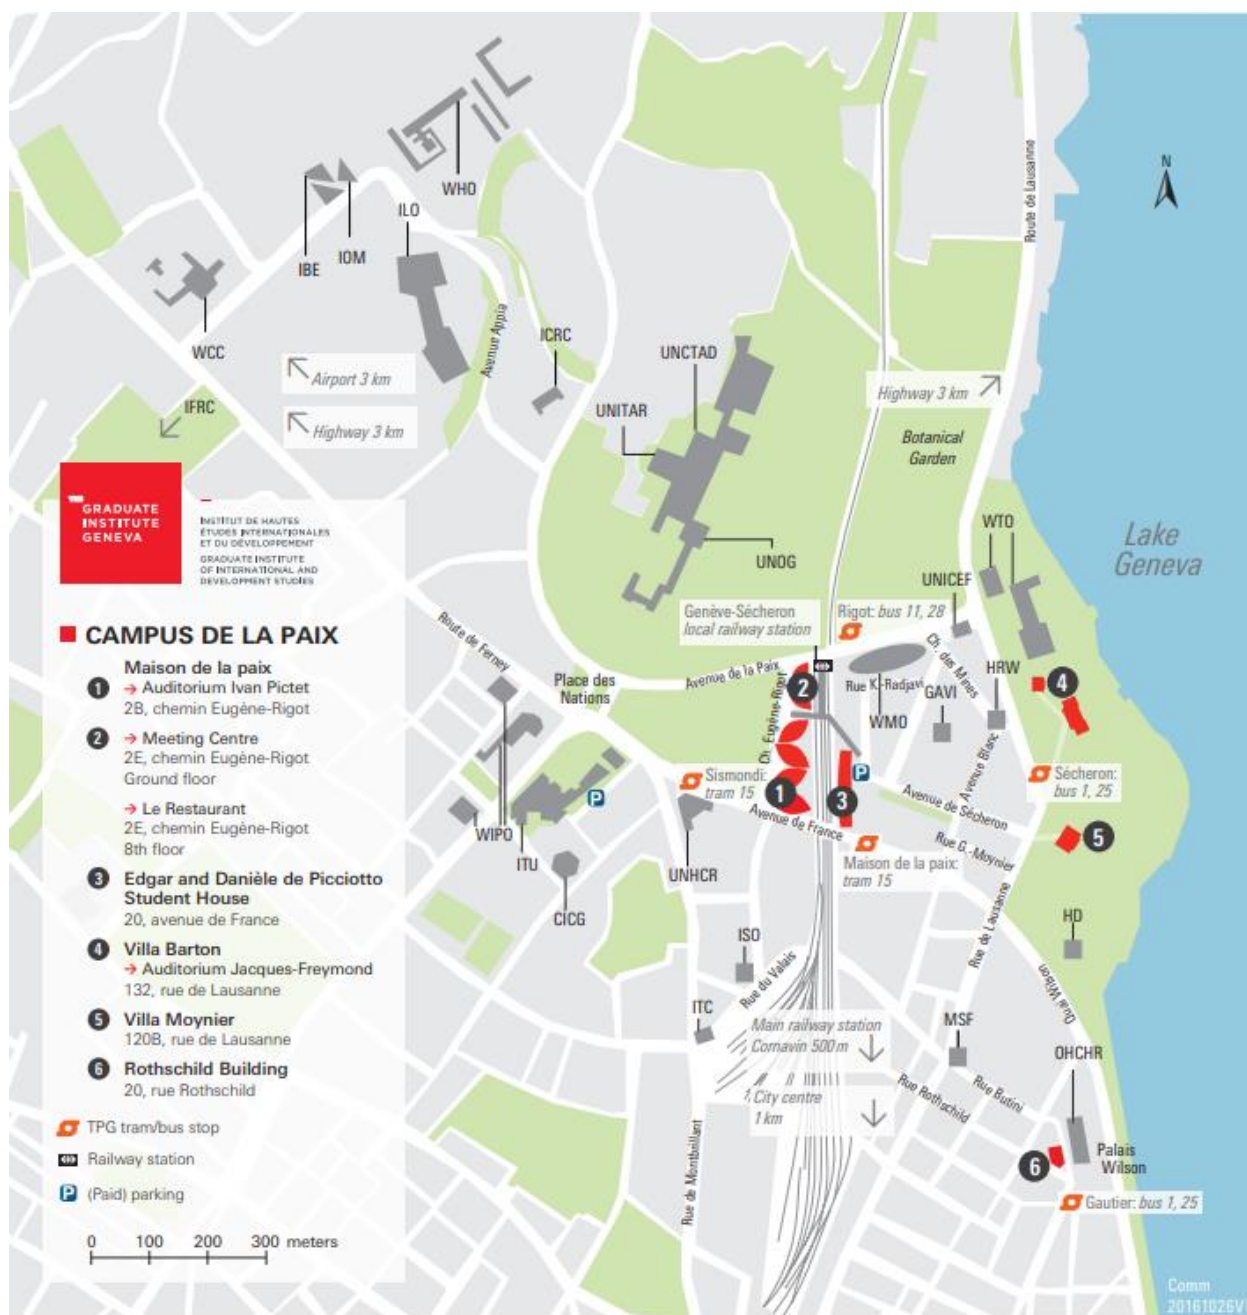 N
WHO
ILO
IBE
IOM
WCC
Route de Lausanne
Avenue Appia
ICRC
UNCTAD
Airport 3 km
Highway 3 km
Highway 3 km
IFRC
UNITAR
Botanical
Garden
THE
GRADUATE
INSTITUTE
GENEVA
INSTITUT DE HAUTES
ÉTUDES INTERNATIONALES
ET DU DÉVELOPPEMENT
GRADUATE INSTITUTE
OF INTERNATIONAL AND
DEVELOPMENT STUDIES
WTO
Lake
Geneva
UNOG
UNICEF
Genève-Sécheron
local railway station
Rigot: bus 11, 28
Route de Ferney
Place des
Nations
Avenue de la Paix
Ch. Eugène-Rigot
Rue K.-Radjavi
Ch. des Mines
HRW
GAVI
WMO
Avenue Blanc
4
2
1
3
5
6
Sismondi:
tram 15
P
P
Sécheron:
bus 1, 25
Avenue de Sécheron
Avenue de France
Rue G.-Moynier
Maison de la paix:
tram 15
WIPO
ITU
CICG
UNHCR
ISO
ITC
Rue du Valais
Rue de Lausanne
HD
Quai Wilson
Main railway station
Cornavin 500 m
City centre
1 km
MSF
OHCHR
Rue Rothschild
Rue Butini
Rue de Montbrillant
Palais
Wilson
Gautier: bus 1, 25
CAMPUS DE LA PAIX
Maison de la paix
1 → Auditorium Ivan Pictet
2B, chemin Eugène-Rigot
2 → Meeting Centre
2E, chemin Eugène-Rigot
Ground floor
→ Le Restaurant
2E, chemin Eugène-Rigot
8th floor
3 Edgar and Danièle de Picciotto
Student House
20, avenue de France
4 Villa Barton
→ Auditorium Jacques-Freymond
132, rue de Lausanne
5 Villa Moynier
120B, rue de Lausanne
6 Rothschild Building
20, rue Rothschild
TPG tram/bus stop
Railway station
P (Paid) parking
0 100 200 300 meters
Comm
20161026V